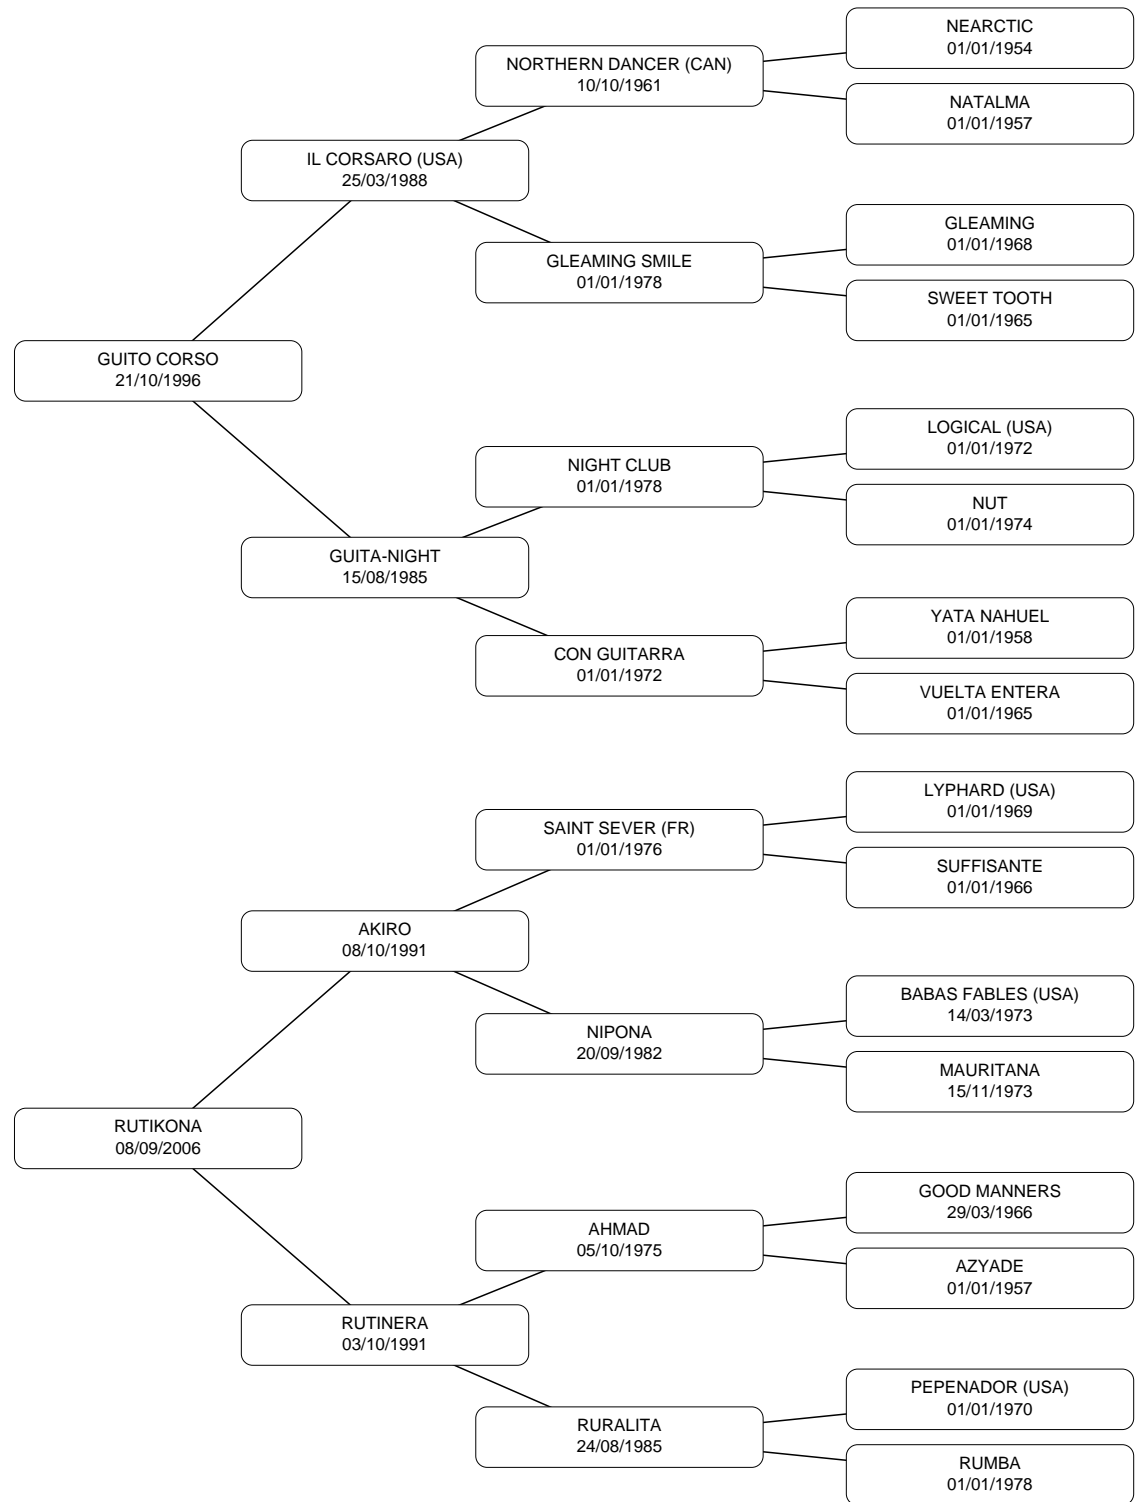 NEARCTIC
01/01/1954
NORTHERN DANCER (CAN)
10/10/1961
NATALMA
01/01/1957
IL CORSARO (USA)
25/03/1988
GLEAMING
01/01/1968
GLEAMING SMILE
01/01/1978
SWEET TOOTH
01/01/1965
GUITO CORSO
21/10/1996
LOGICAL (USA)
01/01/1972
NIGHT CLUB
01/01/1978
NUT
01/01/1974
GUITA-NIGHT
15/08/1985
YATA NAHUEL
01/01/1958
CON GUITARRA
01/01/1972
VUELTA ENTERA
01/01/1965
LYPHARD (USA)
01/01/1969
SAINT SEVER (FR)
01/01/1976
SUFFISANTE
01/01/1966
AKIRO
08/10/1991
BABAS FABLES (USA)
14/03/1973
NIPONA
20/09/1982
MAURITANA
15/11/1973
RUTIKONA
08/09/2006
GOOD MANNERS
29/03/1966
AHMAD
05/10/1975
AZYADE
01/01/1957
RUTINERA
03/10/1991
PEPENADOR (USA)
01/01/1970
RURALITA
24/08/1985
RUMBA
01/01/1978